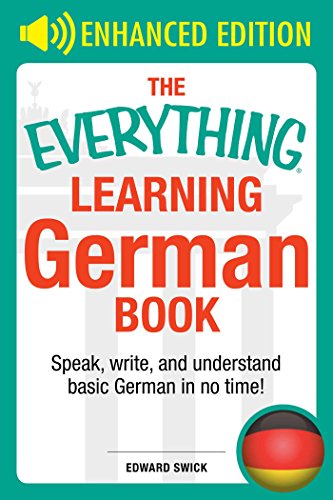 ENHANCED EDITION
THE
EVERYTHING®
LEARNING
German
BOOK
Speak, write, and understand
basic German in no time!
EDWARD SWICK